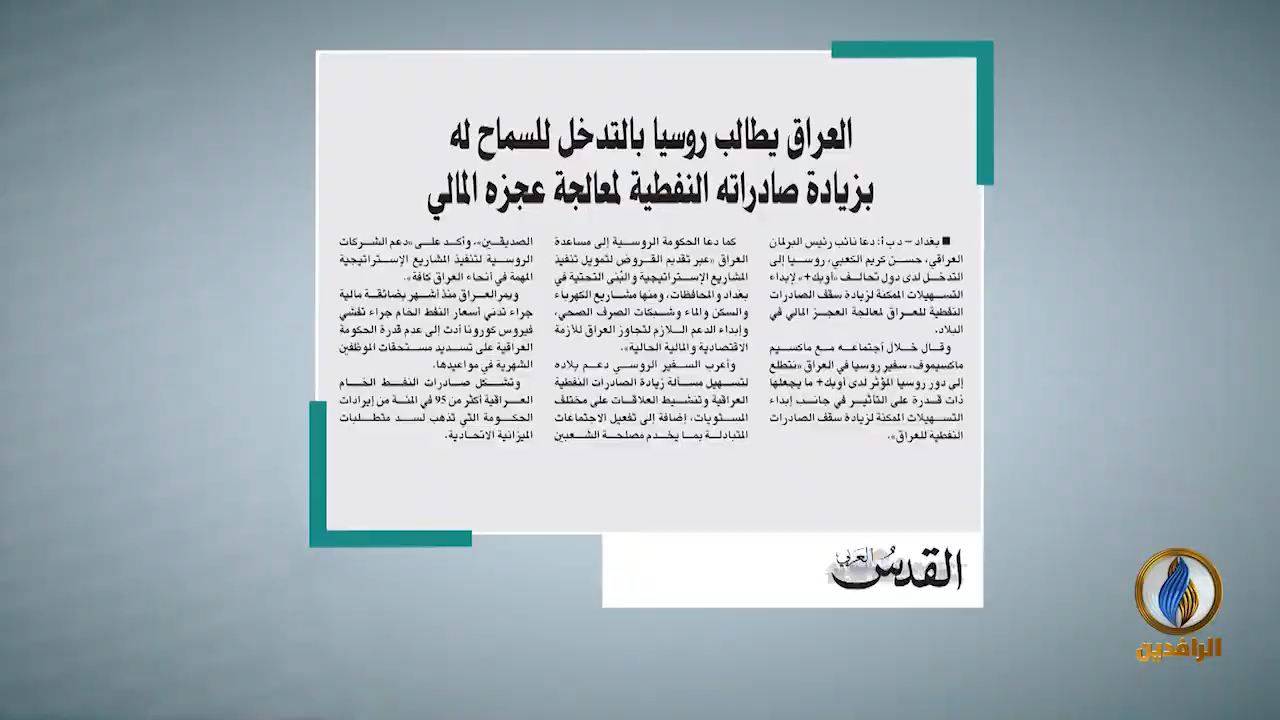 العراق يطالب روسيا بالتدخل للسماح له
بزيادة صادراته النفطية لمعالجة عجزه المالي
■ بغداد – د ب أ: دعا نائب رئيس البرلمان
العراقي، حسن كريم الكعبي، روسيا إلى
التدخل لدى دول تحالف «أوبك+» لإبداء
التسهيلات الممكنة لزيادة سقف الصادرات
النفطية للعراق لمعالجة العجز المالي في
البلاد.
وقال خلال أجتماعه مع ماكسيم
ماكسيموف، سفير روسيا في العراق «نتطلع
إلى دور روسيا المؤثر لدى أوبك+ ما يجعلها
ذات قدرة على التأثير في جانب إبداء
التسهيلات الممكنة لزيادة سقف الصادرات
النفطية للعراق».
كما دعا الحكومة الروسية إلى مساعدة
العراق «عبر تقديم القروض لتمويل تنفيذ
المشاريع الإستراتيجية والبُنى التحتية في
بغداد والمحافظات، ومنها مشاريع الكهرباء
والسكن والماء وشبكات الصرف الصحي،
وإبداء الدعم اللازم لتجاوز العراق للأزمة
الاقتصادية والمالية الحالية».
وأعرب السفير الروسي دعم بلاده
لتسهيل مسألة زيادة الصادرات النفطية
العراقية وتنشيط العلاقات على مختلف
المستويات، إضافة إلى تفعيل الاجتماعات
المتبادلة بما يخدم مصلحة الشعبين
الصديقين»، وأكد على «دعم الشركات
الروسية لتنفيذ المشاريع الإستراتيجية
المهمة في أنحاء العراق كافة».
ويمر العراق منذ أشهر بضائقة مالية
جراء تدني أسعار النفط الخام جراء تفشي
فيروس كورونا أدت إلى عدم قدرة الحكومة
العراقية على تسديد مستحقات الموظفين
الشهرية في مواعيدها.
وتشكل صادرات النفط الخام
العراقية أكثر من 95 في المئة من إيرادات
الحكومة التي تذهب لسد متطلبات
الميزانية الاتحادية.
القدس العربي
الرافدين